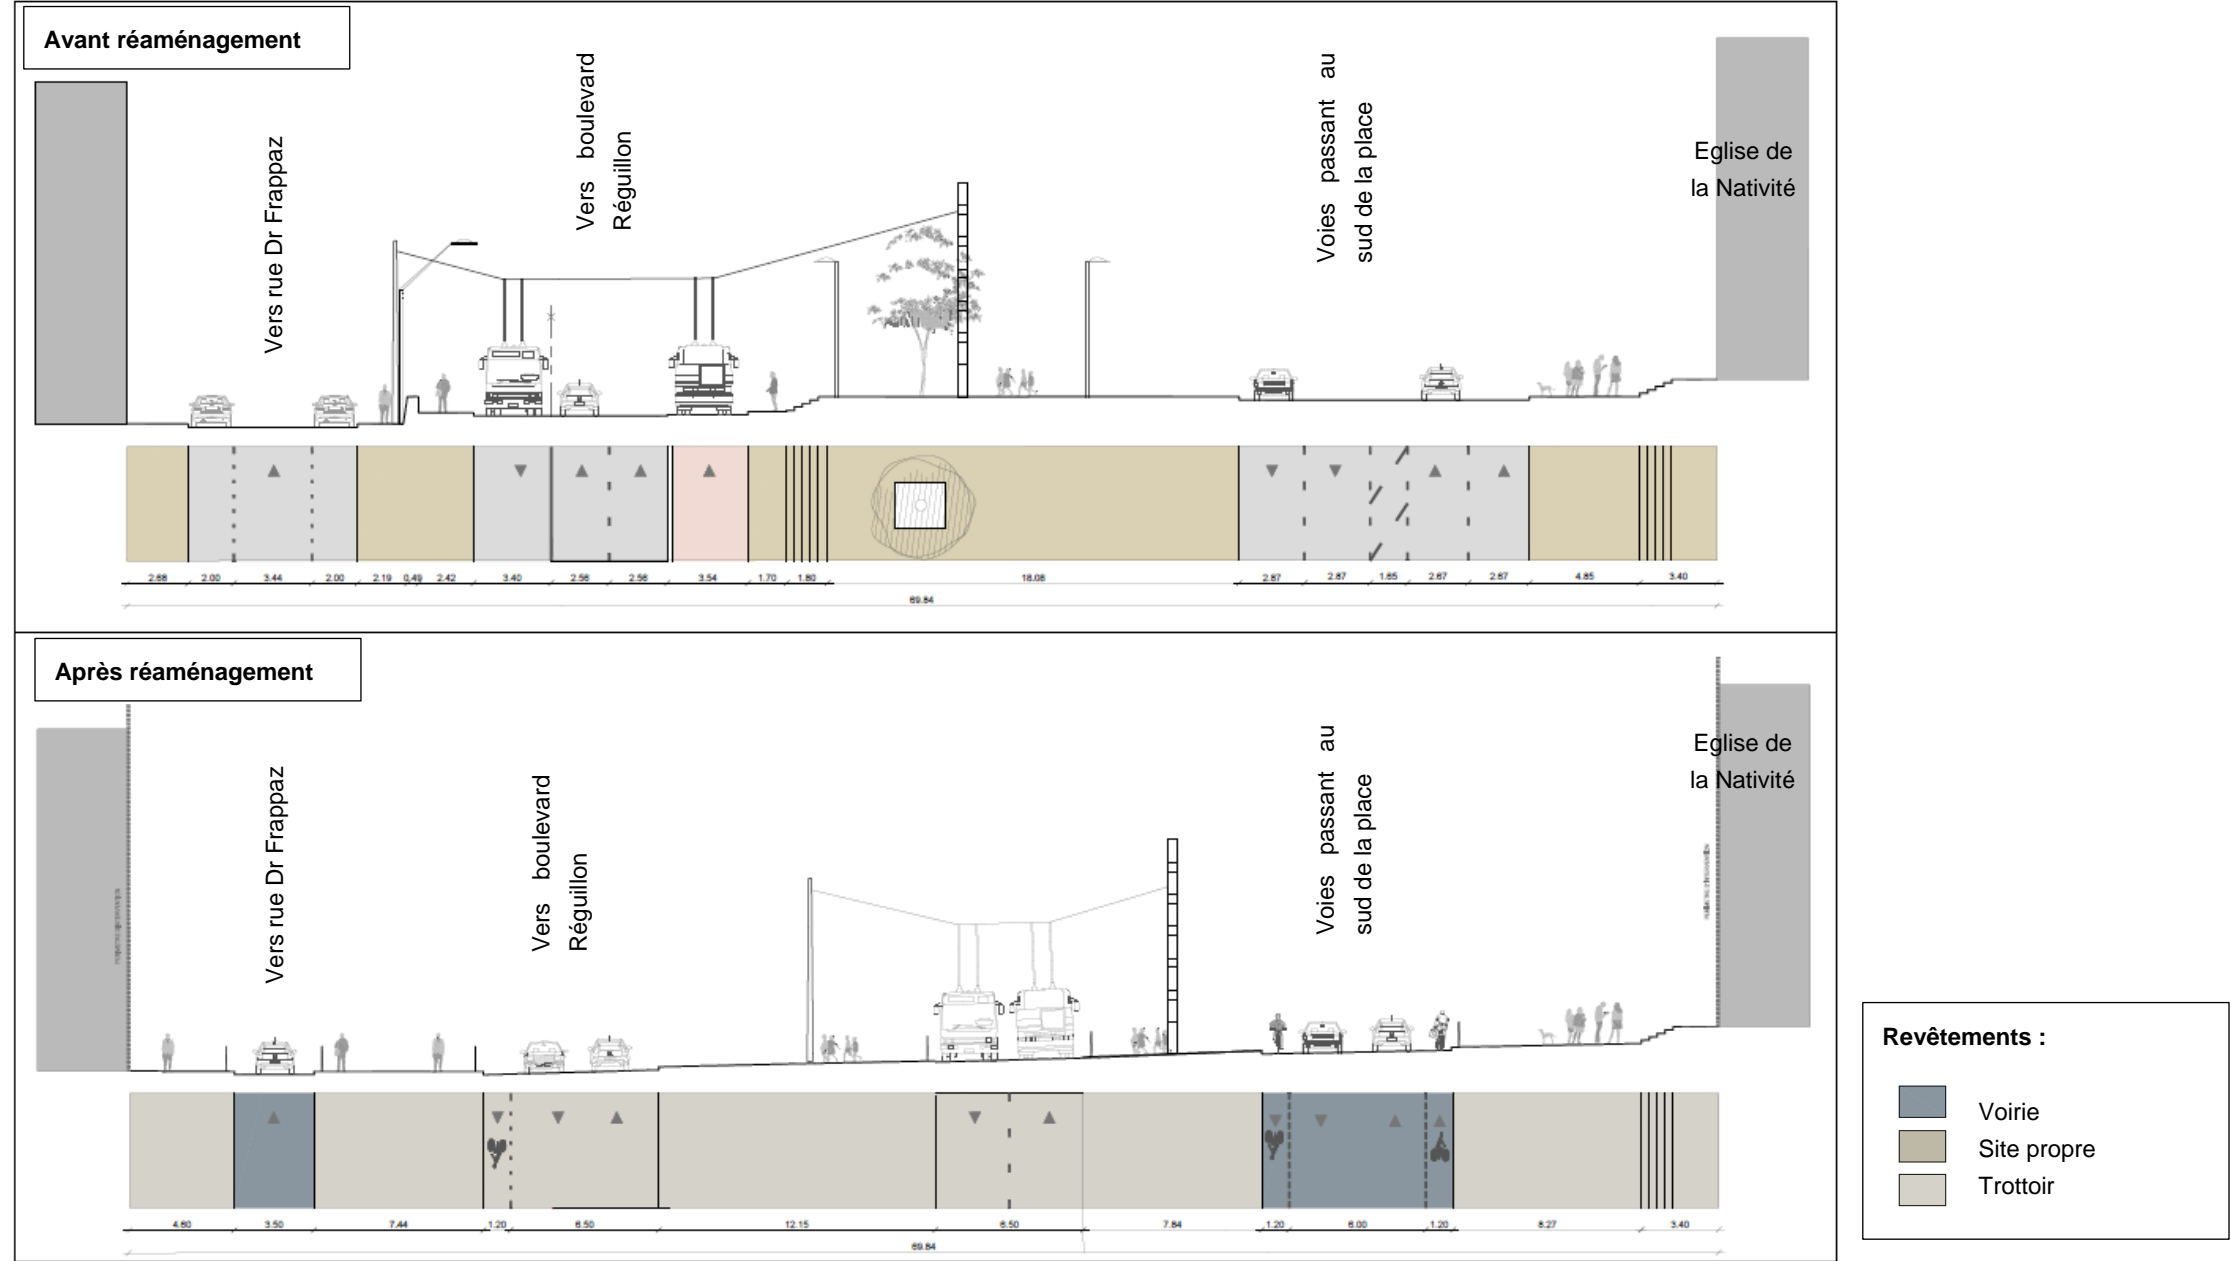 Avant réaménagement
Vers rue Dr Frappaz
Vers boulevard
Réguillon
Voies passant au
sud de la place
Eglise de
la Nativité
2.68 2.00 3.44 2.00 2.19 0.49 2.42 3.40 2.56 2.56 3.54 1.70 1.80 18.08 2.87 2.87 1.65 2.67 2.67 4.85 3.40
69.84
Après réaménagement
Vers rue Dr Frappaz
Vers boulevard
Réguillon
Voies passant au
sud de la place
Eglise de
la Nativité
4.60 3.50 7.44 1.20 6.50 12.15 6.50 7.84 1.20 6.00 1.20 8.27 3.40
69.84
Revêtements :
Voirie
Site propre
Trottoir